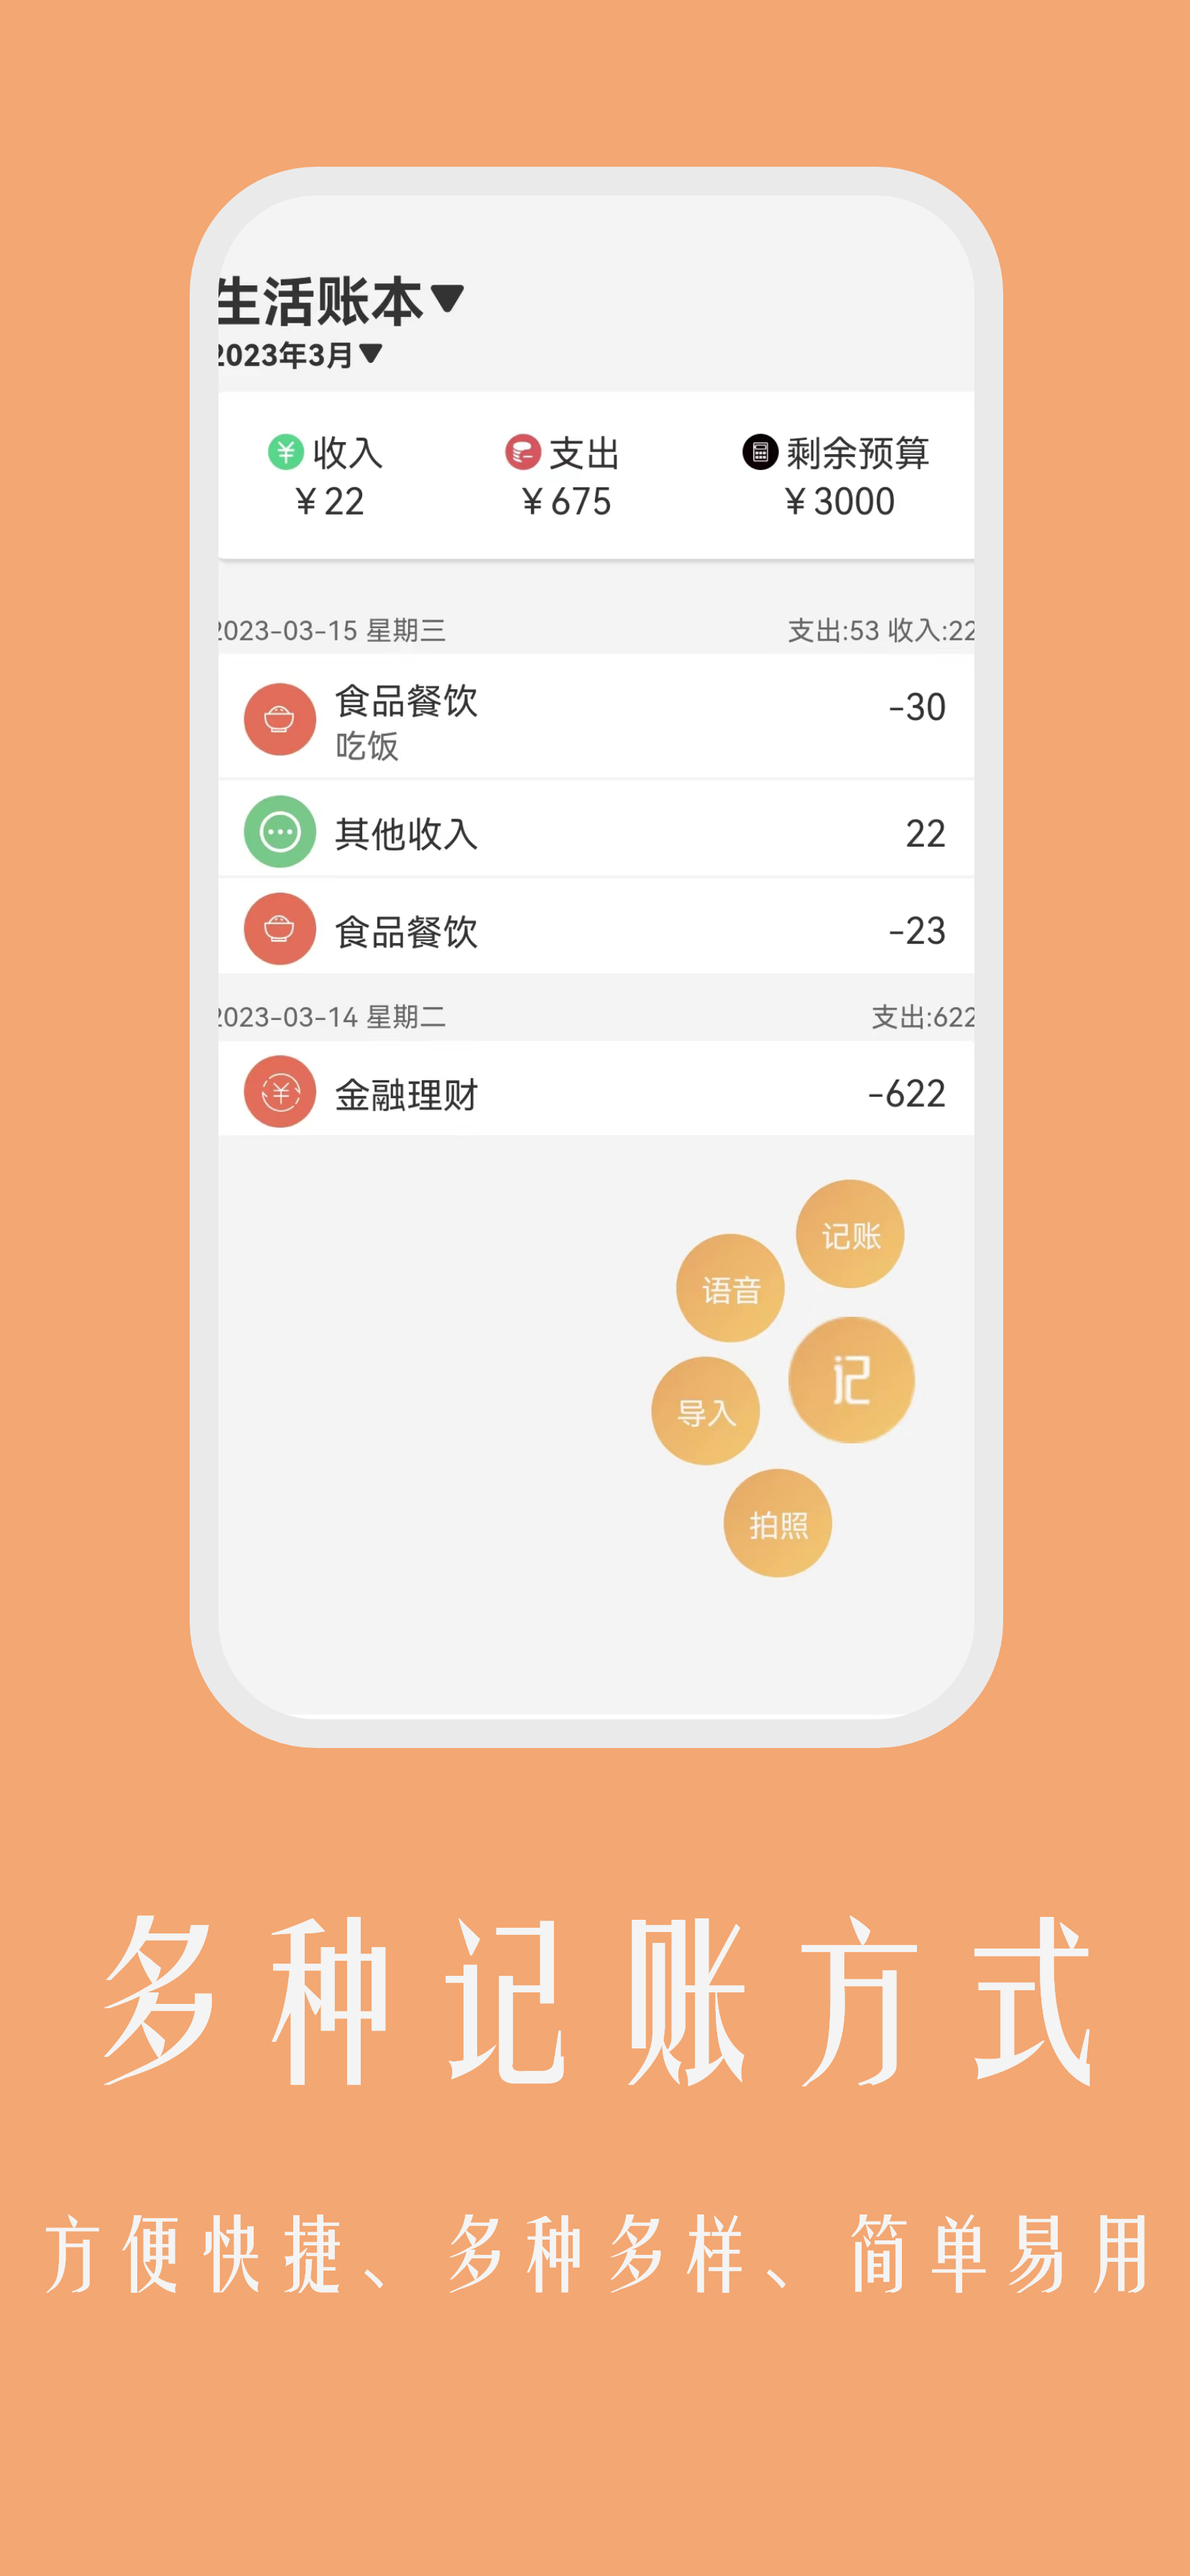 生活账本
2023年3月
收入 支出 剩余预算
￥22 ￥675 ￥3000
2023-03-15 星期三 支出:53 收入:22
食品餐饮 -30
吃饭
其他收入 22
食品餐饮 -23
2023-03-14 星期二 支出:622
金融理财 -622
记账
语音
记
导入
拍照
多种记账方式
方便快捷、多种多样、简单易用